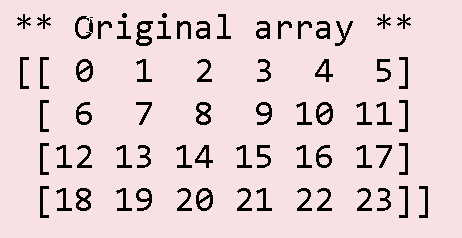 ** Original array **
[[ 0  1  2  3  4  5]
 [ 6  7  8  9 10 11]
 [12 13 14 15 16 17]
 [18 19 20 21 22 23]]